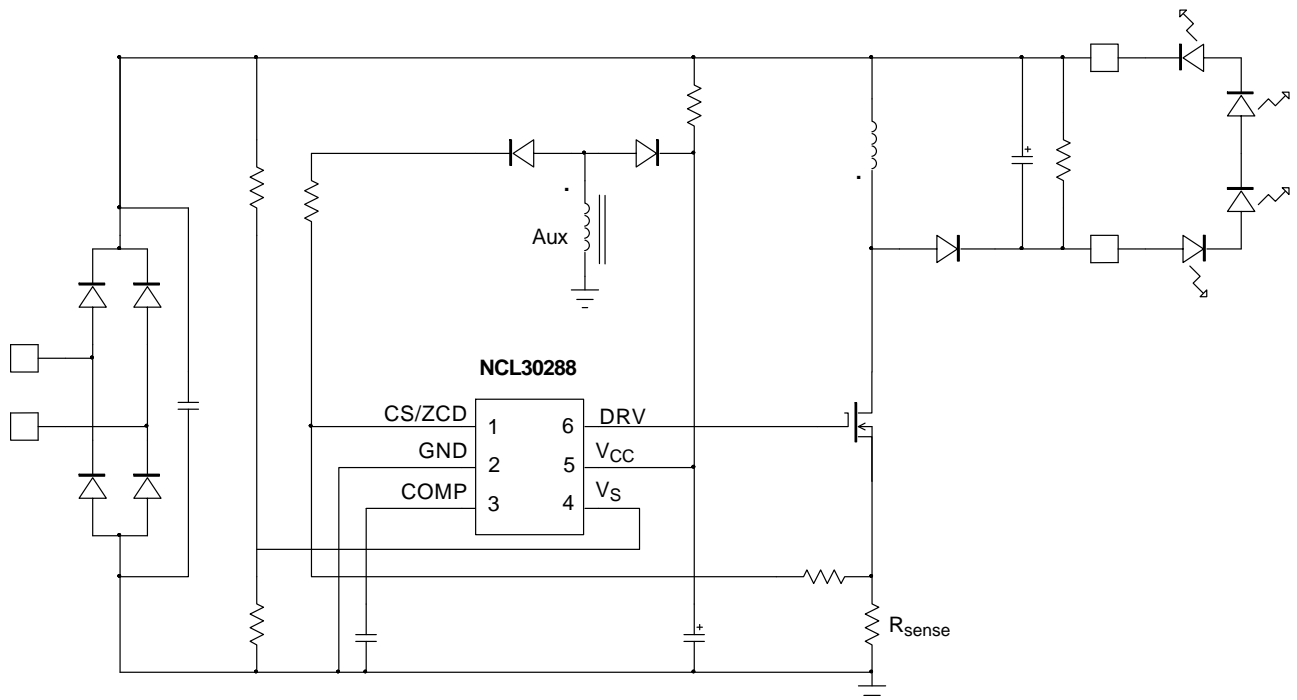 Aux
NCL30288
CS/ZCD 1 6 DRV
GND 2 5 VCC
COMP 3 4 VS
Rsense